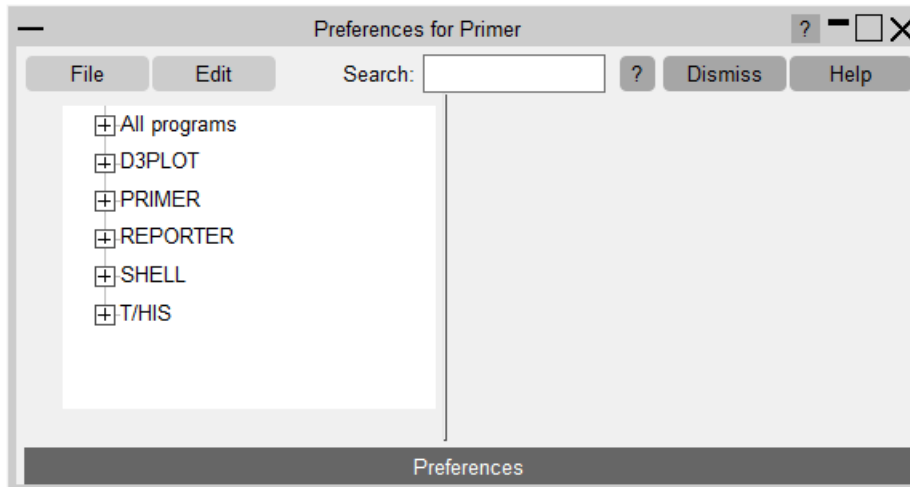 Preferences for Primer ?
File Edit Search: ? Dismiss Help
All programs
D3PLOT
PRIMER
REPORTER
SHELL
T/HIS
Preferences